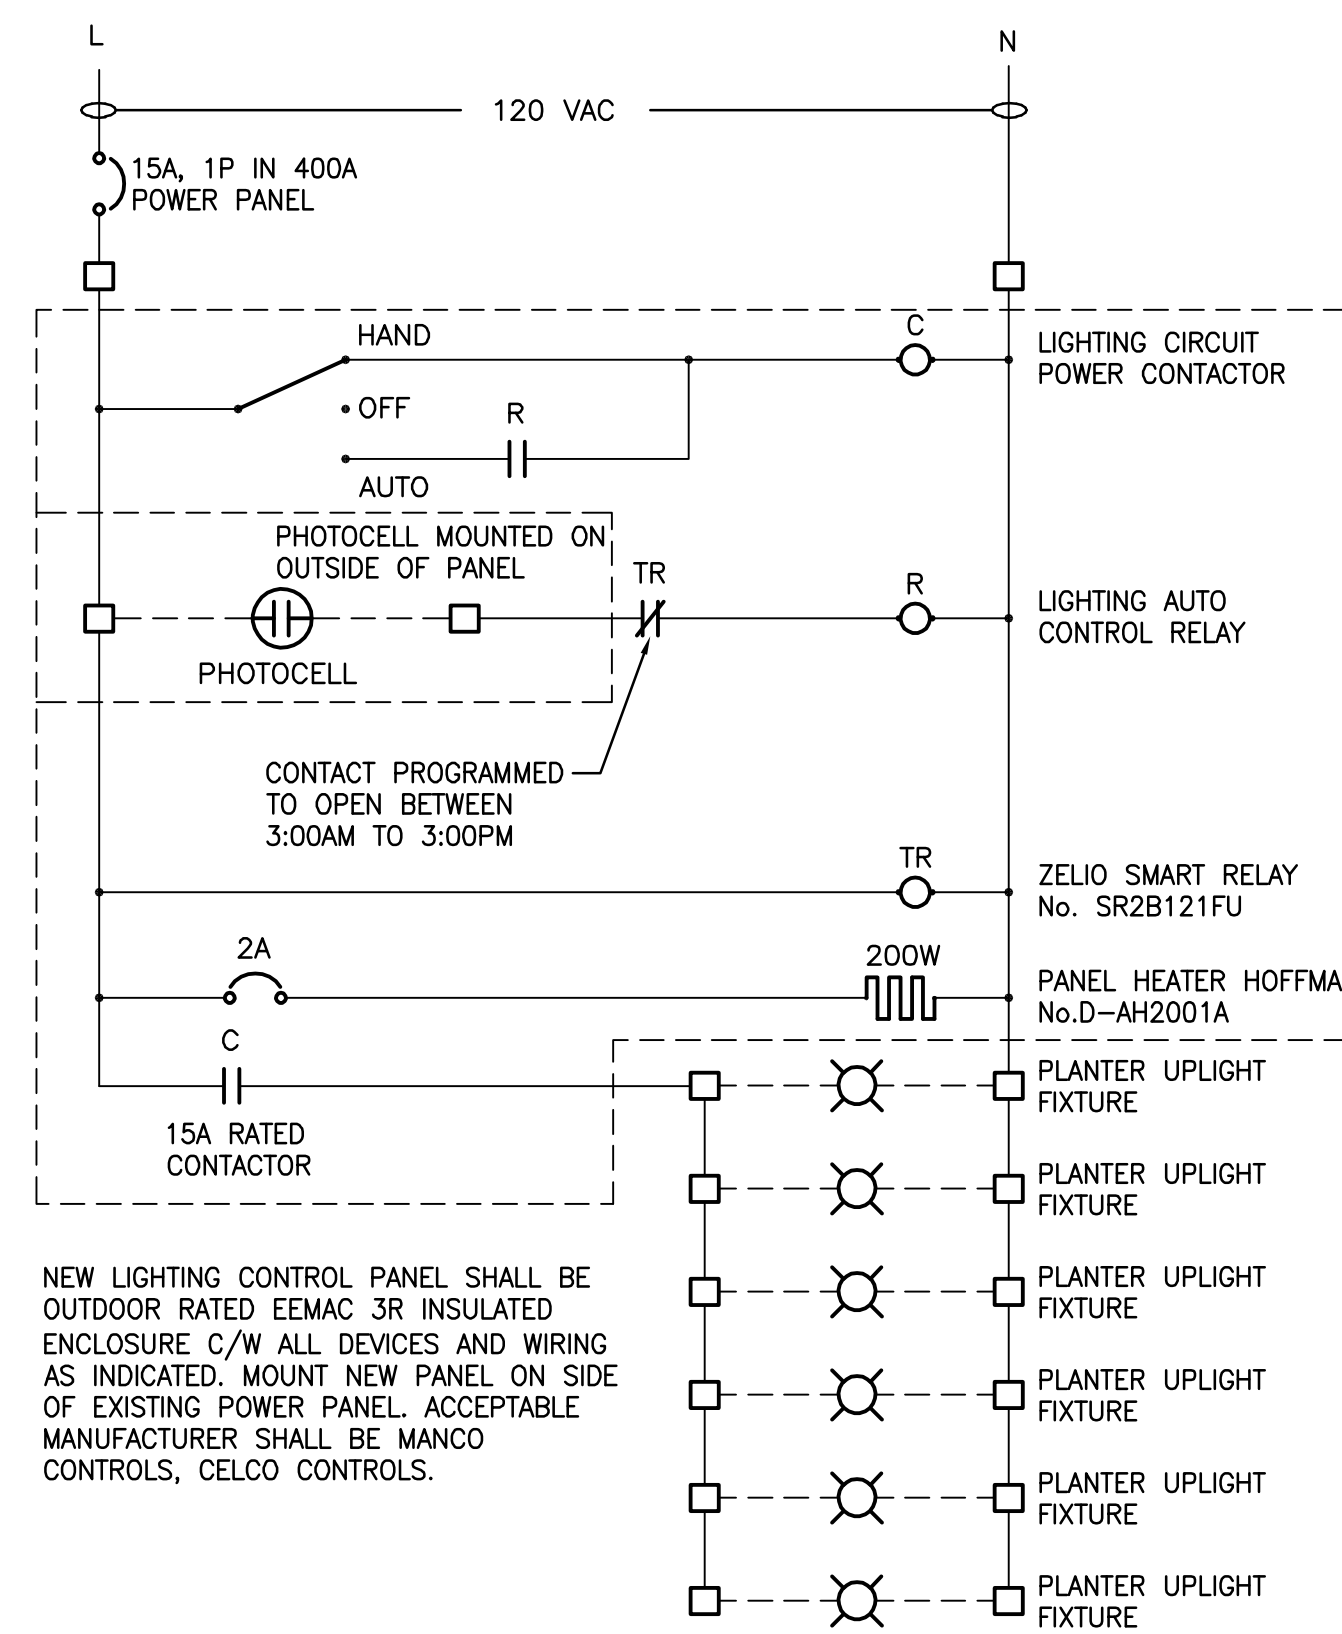 L
N
120 VAC
15A, 1P IN 400A
POWER PANEL
C
HAND
LIGHTING CIRCUIT
POWER CONTACTOR
OFF
R
AUTO
PHOTOCELL MOUNTED ON
OUTSIDE OF PANEL
TR
R
LIGHTING AUTO
CONTROL RELAY
PHOTOCELL
CONTACT PROGRAMMED
TO OPEN BETWEEN
3:00AM TO 3:00PM
TR
ZELIO SMART RELAY
No. SR2B121FU
2A
200W
PANEL HEATER HOFFMA
No.D-AH2001A
C
15A RATED
CONTACTOR
PLANTER UPLIGHT
FIXTURE
PLANTER UPLIGHT
FIXTURE
PLANTER UPLIGHT
FIXTURE
PLANTER UPLIGHT
FIXTURE
PLANTER UPLIGHT
FIXTURE
PLANTER UPLIGHT
FIXTURE
NEW LIGHTING CONTROL PANEL SHALL BE
OUTDOOR RATED EEMAC 3R INSULATED
ENCLOSURE C/W ALL DEVICES AND WIRING
AS INDICATED. MOUNT NEW PANEL ON SIDE
OF EXISTING POWER PANEL. ACCEPTABLE
MANUFACTURER SHALL BE MANCO
CONTROLS, CELCO CONTROLS.